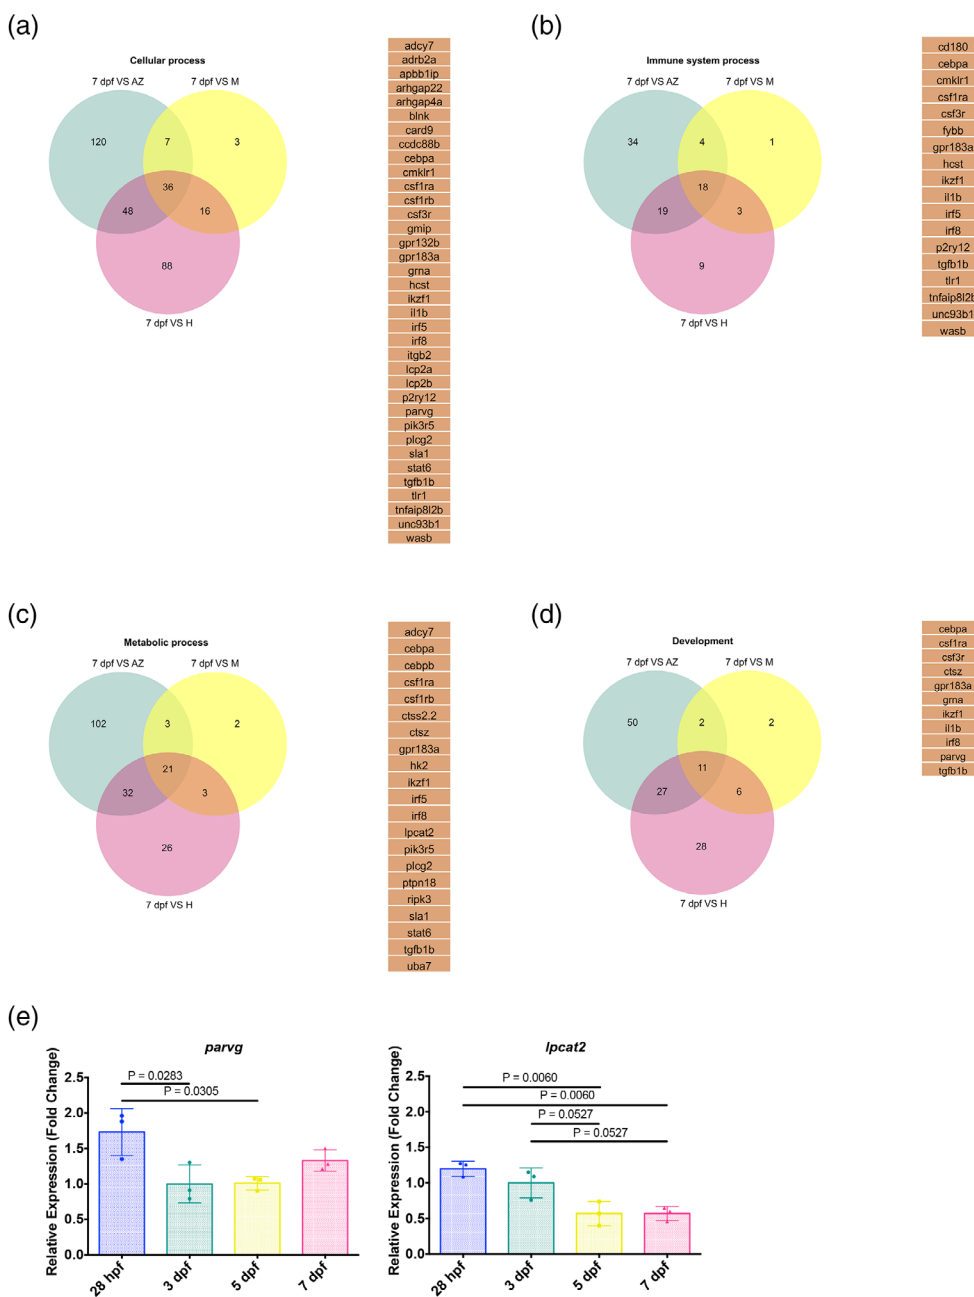 (a)
Cellular process
7 dpf VS AZ
7 dpf VS M
120
7
3
36
48
16
88
7 dpf VS H
adcy7
adrb2a
apbb1ip
arhgap22
arhgap4a
blnk
card9
ccdc88b
cebpa
cmklr1
csf1ra
csf1rb
csf3r
gmip
gpr132b
gpr183a
grna
hcst
ikzf1
il1b
irf5
irf8
itgb2
lcp2a
lcp2b
p2ry12
parvg
pik3r5
plcg2
sla1
stat6
tgfb1b
tlr1
tnfaip8l2b
unc93b1
wasb
(b)
Immune system process
7 dpf VS AZ
7 dpf VS M
34
4
1
18
19
3
9
7 dpf VS H
cd180
cebpa
cmklr1
csf1ra
csf3r
fybb
gpr183a
hcst
ikzf1
il1b
irf5
irf8
p2ry12
tgfb1b
tlr1
tnfaip8l2b
unc93b1
wasb
(c)
Metabolic process
7 dpf VS AZ
7 dpf VS M
102
3
2
21
32
3
26
7 dpf VS H
adcy7
cebpa
cebpb
csf1ra
csf1rb
ctss2.2
ctsz
gpr183a
hk2
ikzf1
irf5
irf8
lpcat2
pik3r5
plcg2
ptpn18
ripk3
sla1
stat6
tgfb1b
uba7
(d)
Development
7 dpf VS AZ
7 dpf VS M
50
2
2
11
27
6
28
7 dpf VS H
cebpa
csf1ra
csf3r
ctsz
gpr183a
grna
ikzf1
il1b
irf8
parvg
tgfb1b
(e)
parvg
Relative Expression (Fold Change)
2.5
2.0
1.5
1.0
0.5
0.0
P = 0.0283
P = 0.0305
28 hpf
3 dpf
5 dpf
7 dpf
lpcat2
Relative Expression (Fold Change)
2.5
2.0
1.5
1.0
0.5
0.0
P = 0.0060
P = 0.0060
P = 0.0527
P = 0.0527
28 hpf
3 dpf
5 dpf
7 dpf